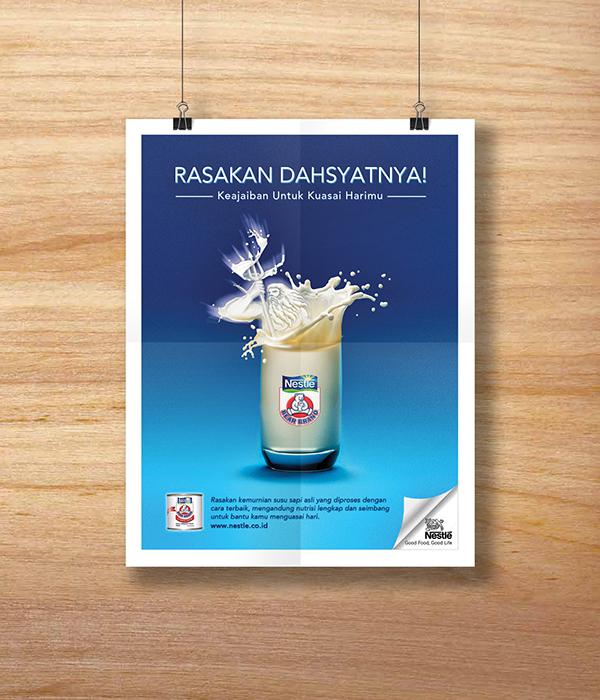 RASAKAN DAHSYATNYA!
Keajaiban Untuk Kuasai Harimu
Nestlé
BEAR BRAND
Rasakan kemurnian susu sapi asli yang diproses dengan
cara terbaik, mengandung nutrisi lengkap dan seimbang
untuk bantu kamu menguasai hari.
www.nestle.co.id
Nestlé
Good Food, Good Life